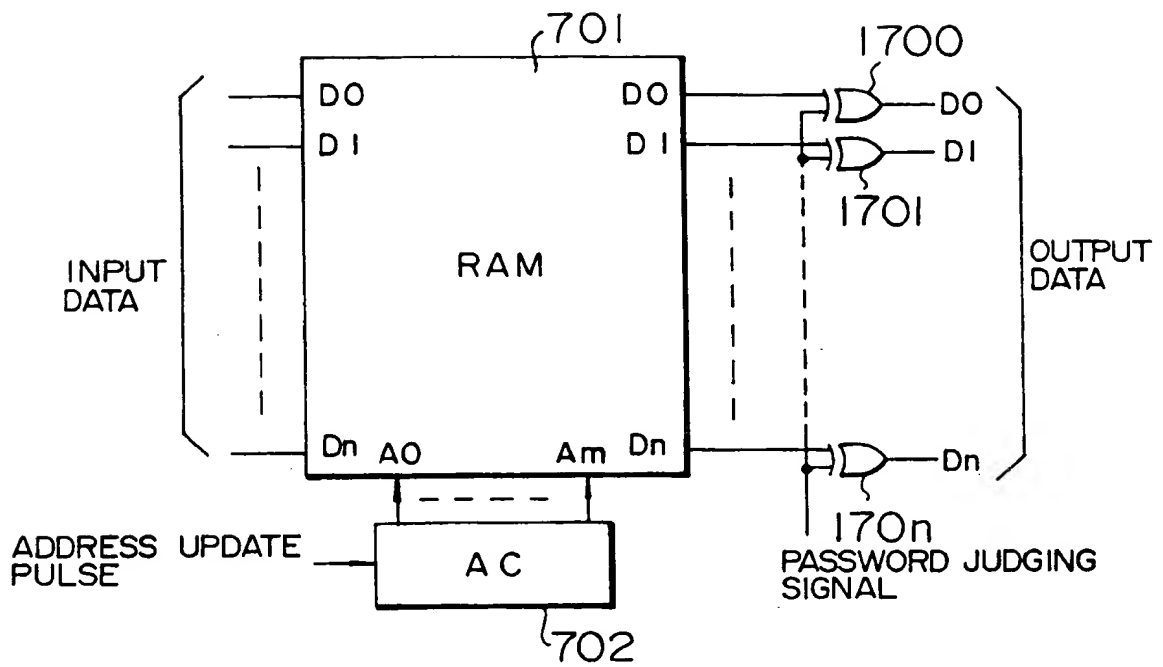 701
1700
D0
D0
D0
D1
D1
D1
1701
INPUT
DATA
RAM
OUTPUT
DATA
Dn
A0
Am
Dn
Dn
170n
ADDRESS UPDATE
PULSE
AC
PASSWORD JUDGING
SIGNAL
702